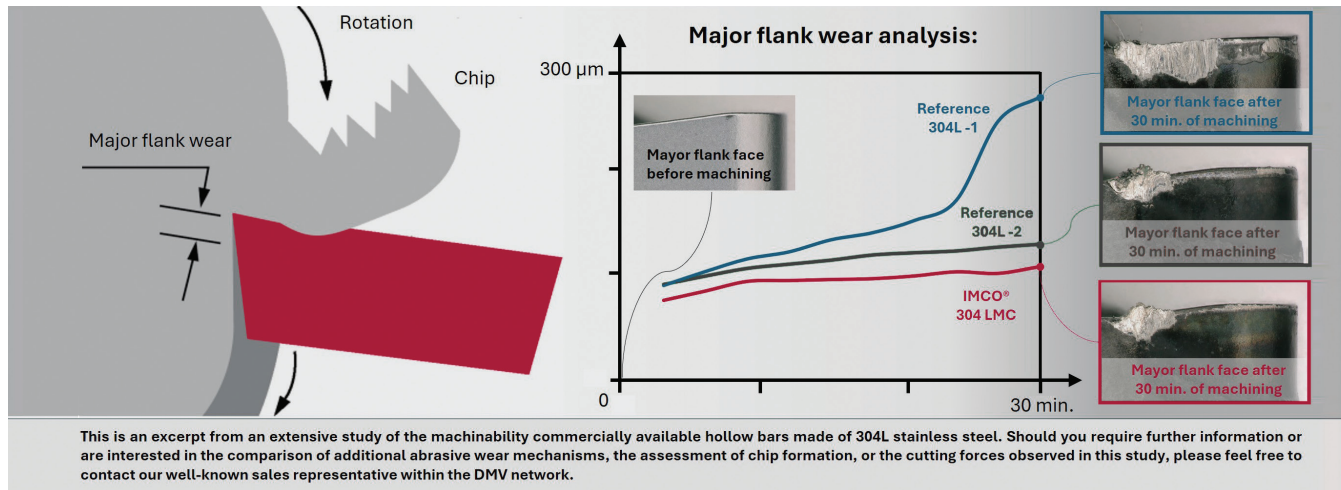 Rotation
Chip
Major flank wear
Major flank wear analysis:
300 µm
Mayor flank face
before machining
Reference
304L -1
Reference
304L -2
IMCO®
304 LMC
0
30 min.
Mayor flank face after
30 min. of machining
Mayor flank face after
30 min. of machining
Mayor flank face after
30 min. of machining
This is an excerpt from an extensive study of the machinability commercially available hollow bars made of 304L stainless steel. Should you require further information or
are interested in the comparison of additional abrasive wear mechanisms, the assessment of chip formation, or the cutting forces observed in this study, please feel free to
contact our well-known sales representative within the DMV network.